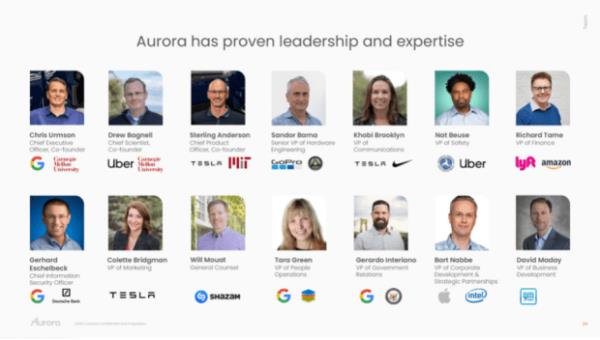 Team
Aurora has proven leadership and expertise
Chris Urmson
Chief Executive
Officer, Co-founder
Google
Carnegie
Mellon
University
Drew Bagnell
Chief Scientist,
Co-founder
Uber
Carnegie
Mellon
University
Sterling Anderson
Chief Product
Officer, Co-founder
TESLA
MIT
Sandor Barna
Senior VP of Hardware
Engineering
GoPro
Khobi Brooklyn
VP of
Communications
TESLA
Nat Beuse
VP of Safety
Uber
Richard Tame
VP of Finance
lyft
amazon
Gerhard
Eschelbeck
Chief Information
Security Officer
G
Deutsche Bank
Colette Bridgman
VP of Marketing
TESLA
Will Mouat
General Counsel
SHAZAM
Tara Green
VP of People
Operations
G
Gerardo Interiano
VP of Government
Relations
G
Bart Nabbe
VP of Corporate
Development &
Strategic Partnerships
intel
David Maday
VP of Business
Development
gm
Aurora